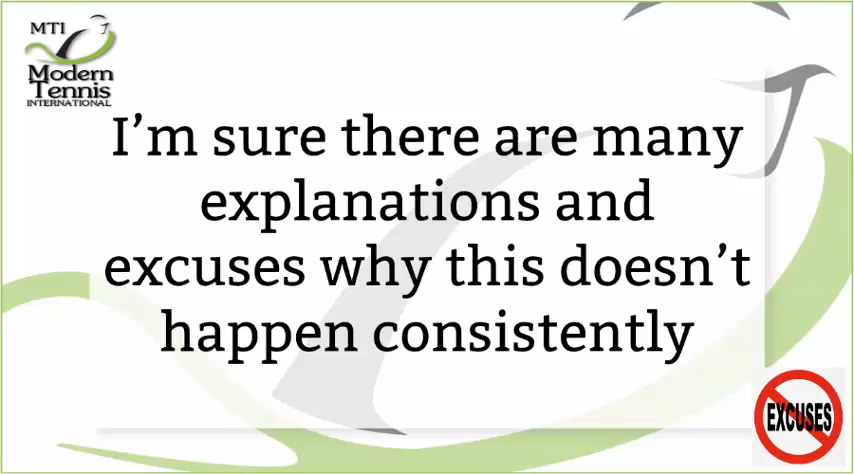 MTI
Modern
Tennis
INTERNATIONAL
I'm sure there are many
explanations and
excuses why this doesn't
happen consistently
EXCUSES